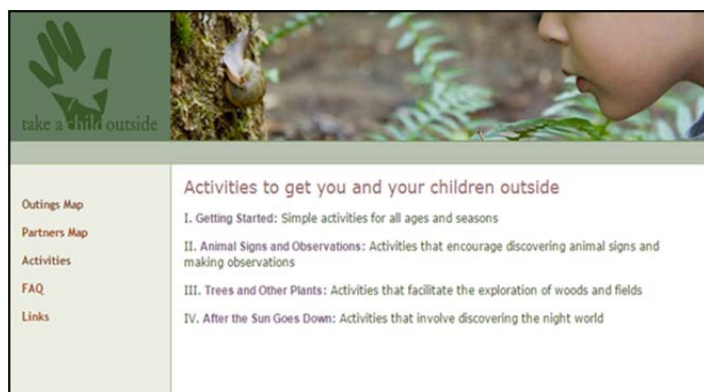 take a child outside
Outings Map
Partners Map
Activities
FAQ
Links
Activities to get you and your children outside
I. Getting Started: Simple activities for all ages and seasons
II. Animal Signs and Observations: Activities that encourage discovering animal signs and
making observations
III. Trees and Other Plants: Activities that facilitate the exploration of woods and fields
IV. After the Sun Goes Down: Activities that involve discovering the night world